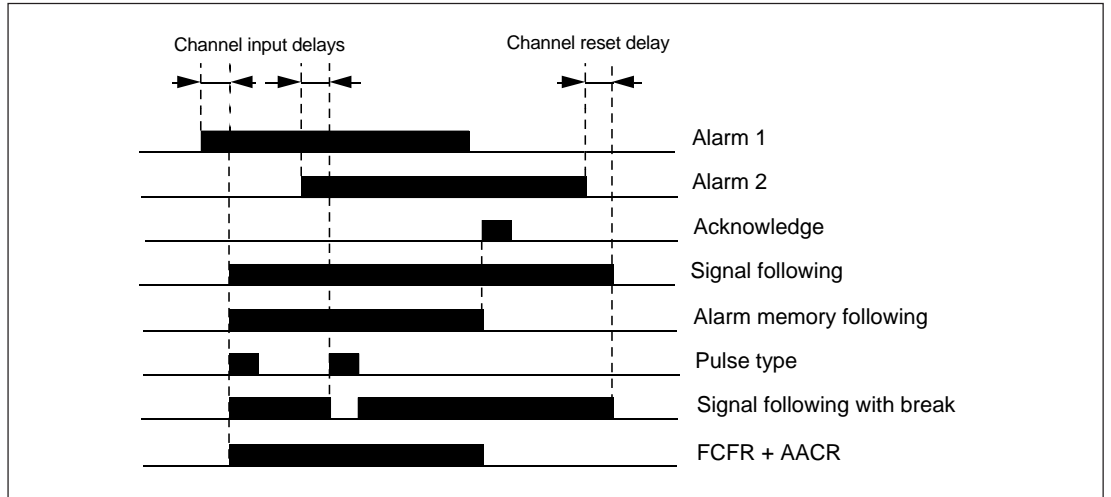 Channel input delays
Channel reset delay
Alarm 1
Alarm 2
Acknowledge
Signal following
Alarm memory following
Pulse type
Signal following with break
FCFR + AACR